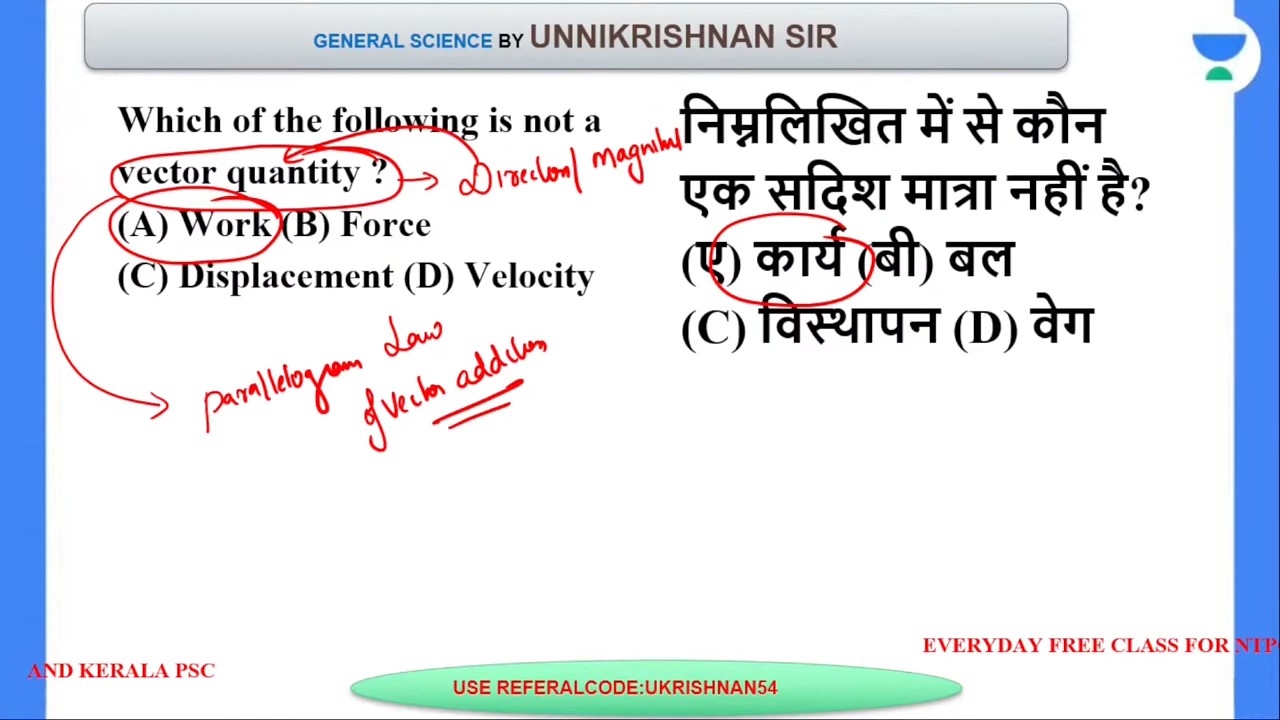 GENERAL SCIENCE BY UNNIKRISHNAN SIR
Which of the following is not a
vector quantity ?
(A) Work (B) Force
(C) Displacement (D) Velocity
Direction/
Parallelogram Law
of Vector addition
निम्नलिखित में से कौन
एक सदिश मात्रा नहीं है?
(ए) कार्य (बी) बल
(C) विस्थापन (D) वेग
EVERYDAY FREE CLASS FOR NTP
AND KERALA PSC
USE REFERALCODE:UKRISHNAN54